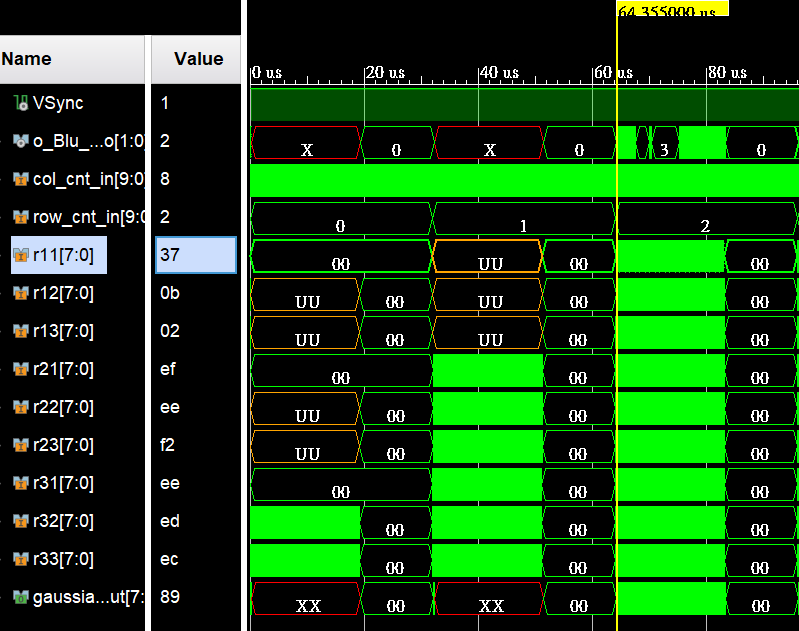 64.355000 us
Name Value
0 us 20 us 40 us 60 us 80 us
VSync 1
o_Blu_...o[1:0] 2 X 0 X 0 3 0
col_cnt_in[9:0] 8
row_cnt_in[9:0 2 0 1 2
r11[7:0] 37 00 UU 00 00
r12[7:0] 0b UU 00 UU 00 00
r13[7:0] 02 UU 00 UU 00 00
r21[7:0] ef 00 00 00
r22[7:0] ee UU 00 00 00
r23[7:0] f2 UU 00 00 00
r31[7:0] ee 00 00 00
r32[7:0] ed 00 00 00
r33[7:0] ec 00 00 00
gaussia...ut[7: 89 XX 00 XX 00 00